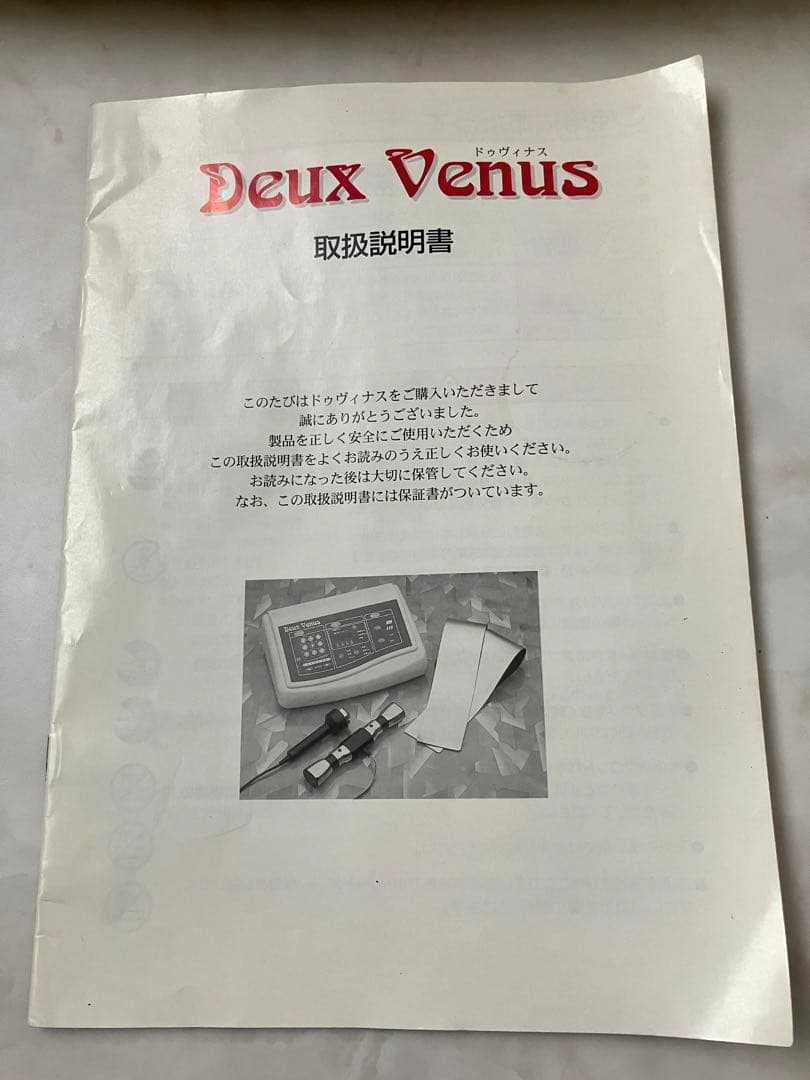 ドゥヴィナス
Deux Venus
取扱説明書
このたびはドゥヴィナスをご購入いただきまして
誠にありがとうございました。
製品を正しく安全にご使用いただくため
この取扱説明書をよくお読みのうえ正しくお使いください。
お読みになった後は大切に保管してください。
なお、この取扱説明書には保証書がついています。
Deux Venus